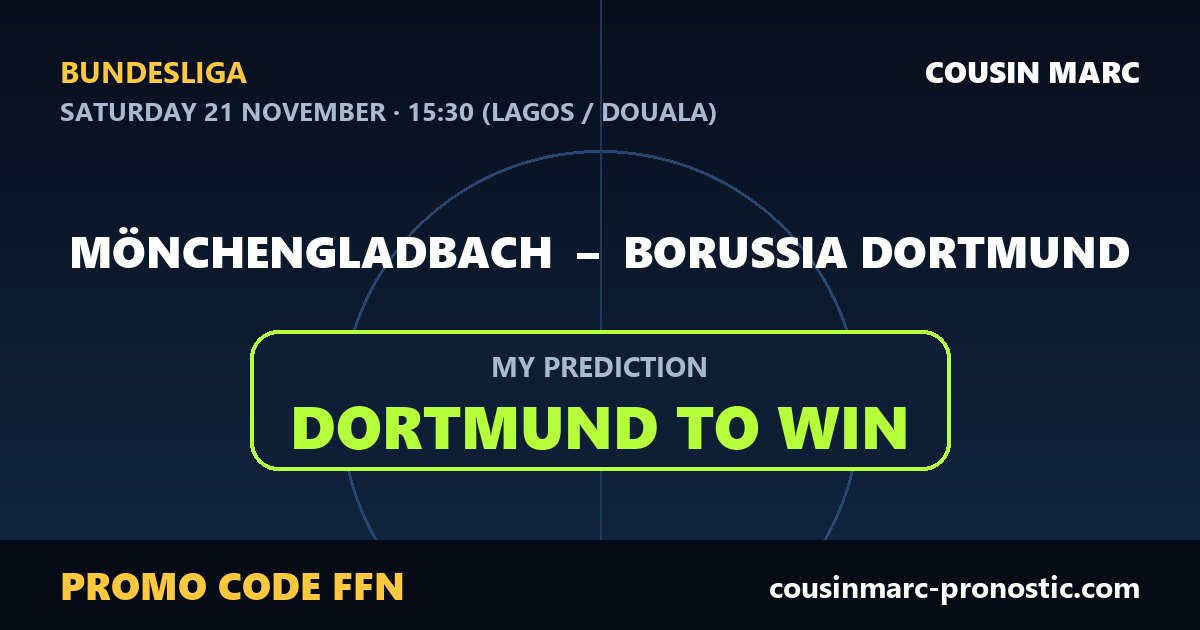 BUNDESLIGA
COUSIN MARC
SATURDAY 21 NOVEMBER · 15:30 (LAGOS / DOUALA)
MÖNCHENGLADBACH – BORUSSIA DORTMUND
MY PREDICTION
DORTMUND TO WIN
PROMO CODE FFN
cousinmarc-pronostic.com